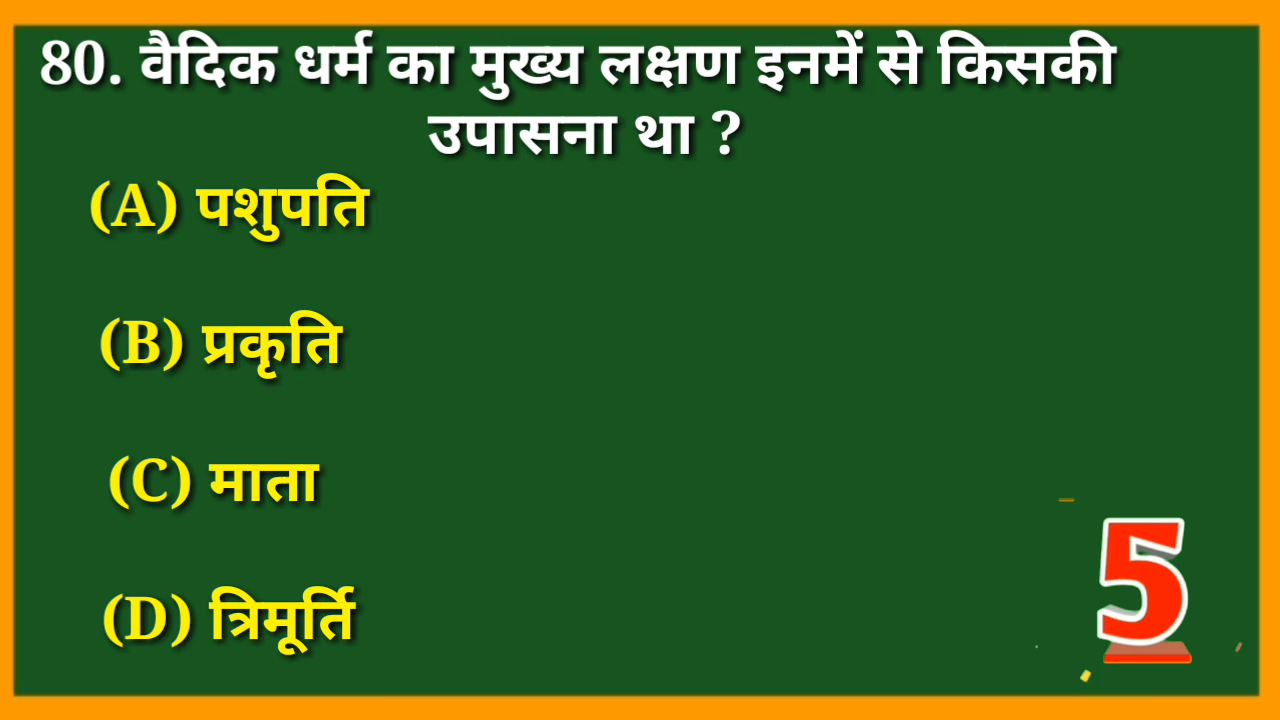 80. वैदिक धर्म का मुख्य लक्षण इनमें से किसकी
उपासना था ?
(A) पशुपति
(B) प्रकृति
(C) माता
(D) त्रिमूर्ति
5